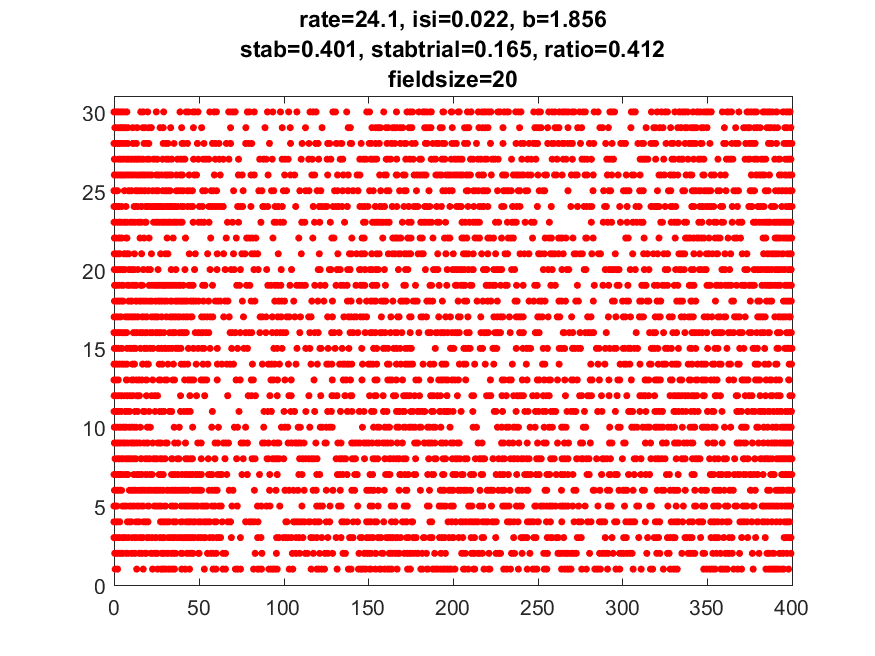 rate=24.1, isi=0.022, b=1.856
stab=0.401, stabtrial=0.165, ratio=0.412
fieldsize=20
30
25
20
15
10
5
0
0 50 100 150 200 250 300 350 400